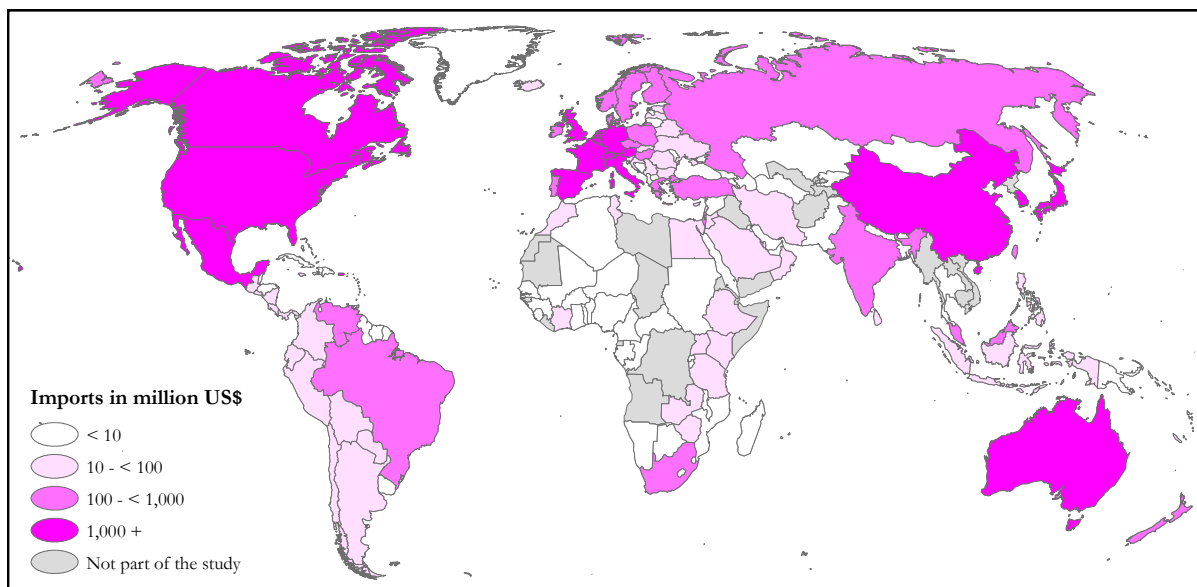 Imports in million US$
< 10
10 - < 100
100 - < 1,000
1,000 +
Not part of the study